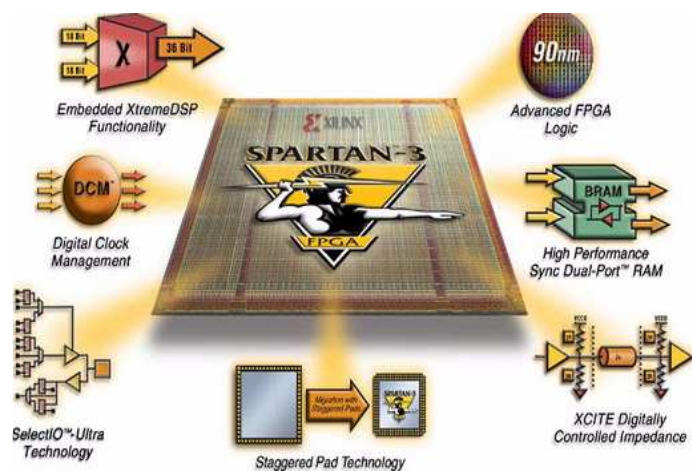 18 Bit
18 Bit
X
36 Bit
Embedded XtremeDSP
Functionality
90nm
Advanced FPGA
Logic
XILINX®
SPARTAN-3
FPGA
DCM
Digital Clock
Management
BRAM
High Performance
Sync Dual-Port™ RAM
SelectIO™-Ultra
Technology
Migration with
Staggered Pads
Staggered Pad Technology
XCITE Digitally
Controlled Impedance